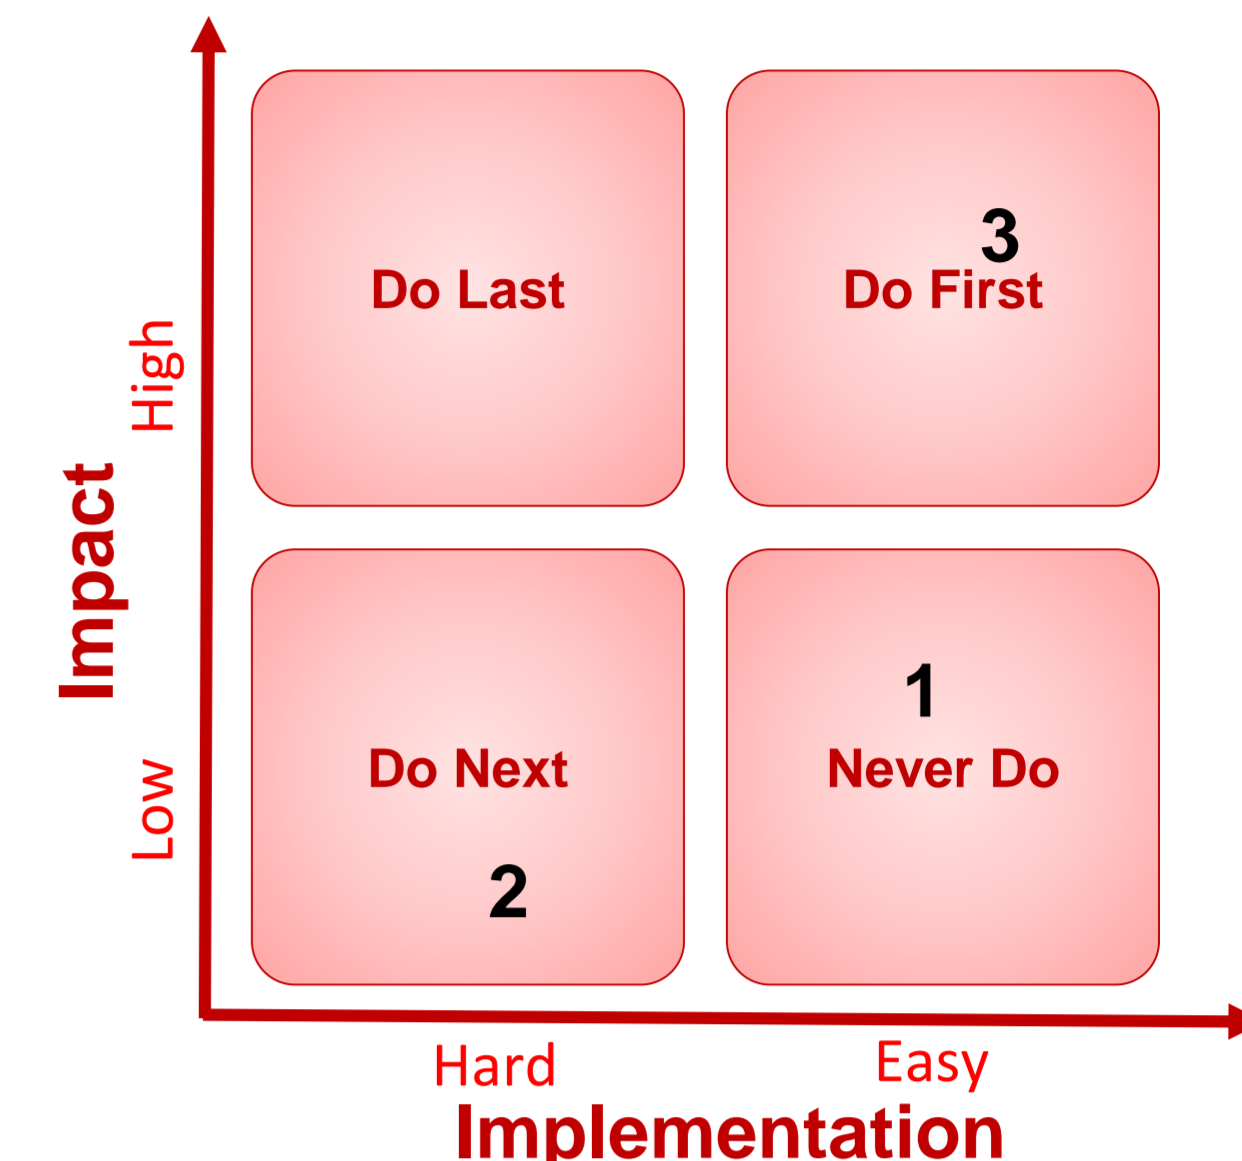 3
Do Last
Do First
High
Impact
1
Do Next
Never Do
Low
2
Hard
Easy
Implementation